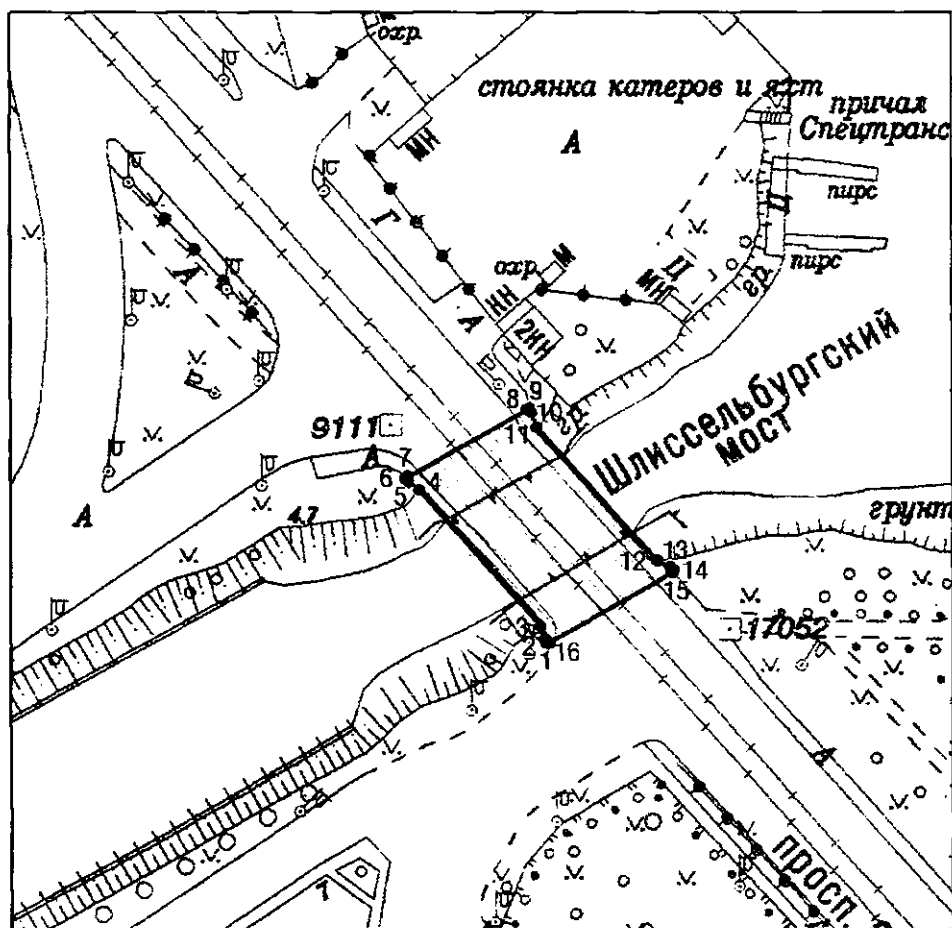 охр.
стоянка катеров и яхт
причал
Спецтранс
А
МН
Г
пирс
Ц
А
охр.
М
Ц
МН
пирс
гр.
КН
А
2КН
Шлиссельбургский
мост
8
9
10
11
гр.
9111
А
7
6
5
4
А
4.7
грунт
12
13
14
15
3
2
1
16
17052
А
1
просп.